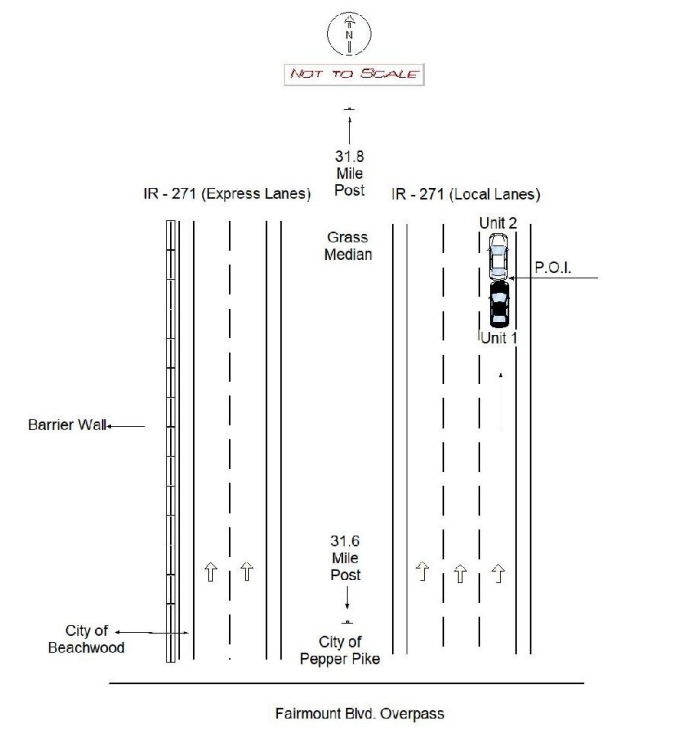 N
NOT TO SCALE
31.8
Mile
Post
IR - 271 (Express Lanes)
IR - 271 (Local Lanes)
Grass
Median
Unit 2
P.O.I.
Unit 1
Barrier Wall
31.6
Mile
Post
City of
Beachwood
City of
Pepper Pike
Fairmount Blvd. Overpass